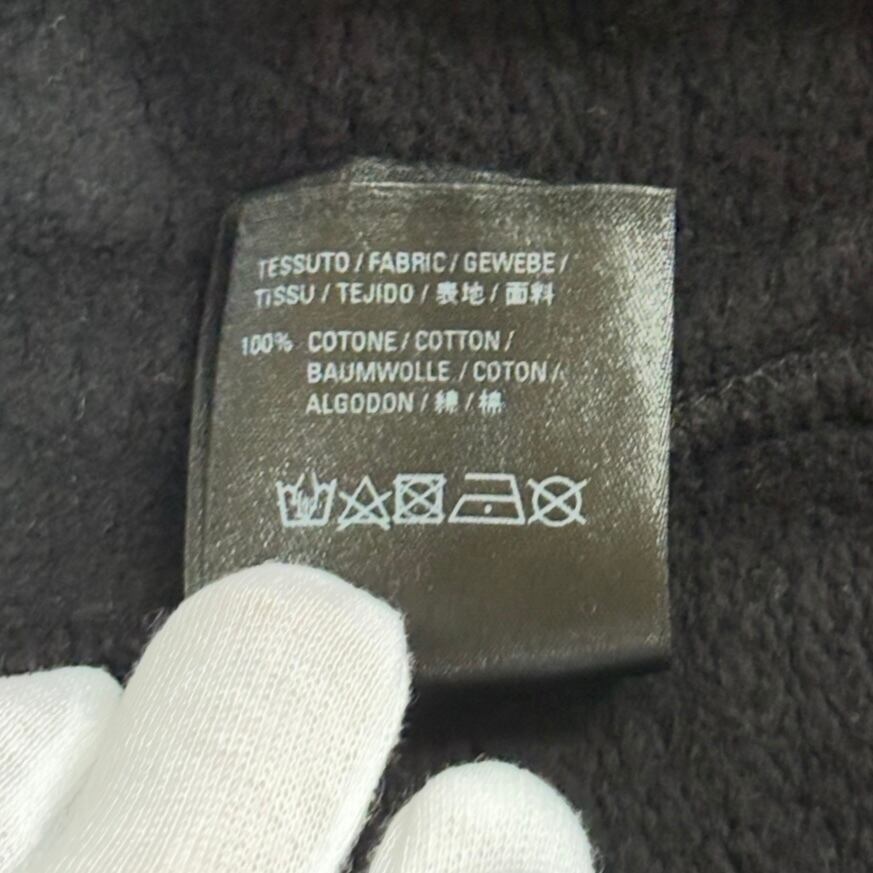 TESSUTO / FABRIC / GEWEBE /
TISSU / TEJIDO / 表地 / 面料
100% COTONE / COTTON /
BAUMWOLLE / COTON /
ALGODON / 綿 / 棉